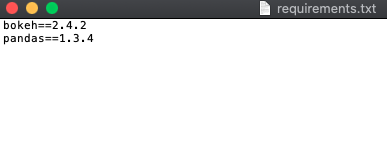 requirements.txt
bokeh==2.4.2
pandas==1.3.4